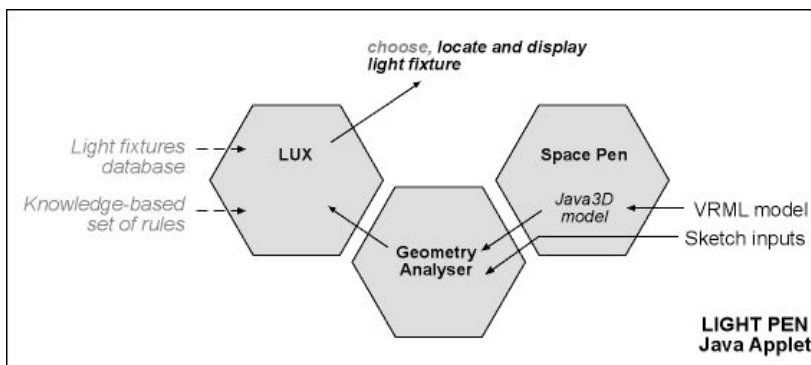 choose, locate and display
light fixture
Light fixtures
database
LUX
Knowledge-based
set of rules
Space Pen
Java3D
model
VRML model
Sketch inputs
Geometry
Analyser
LIGHT PEN
Java Applet